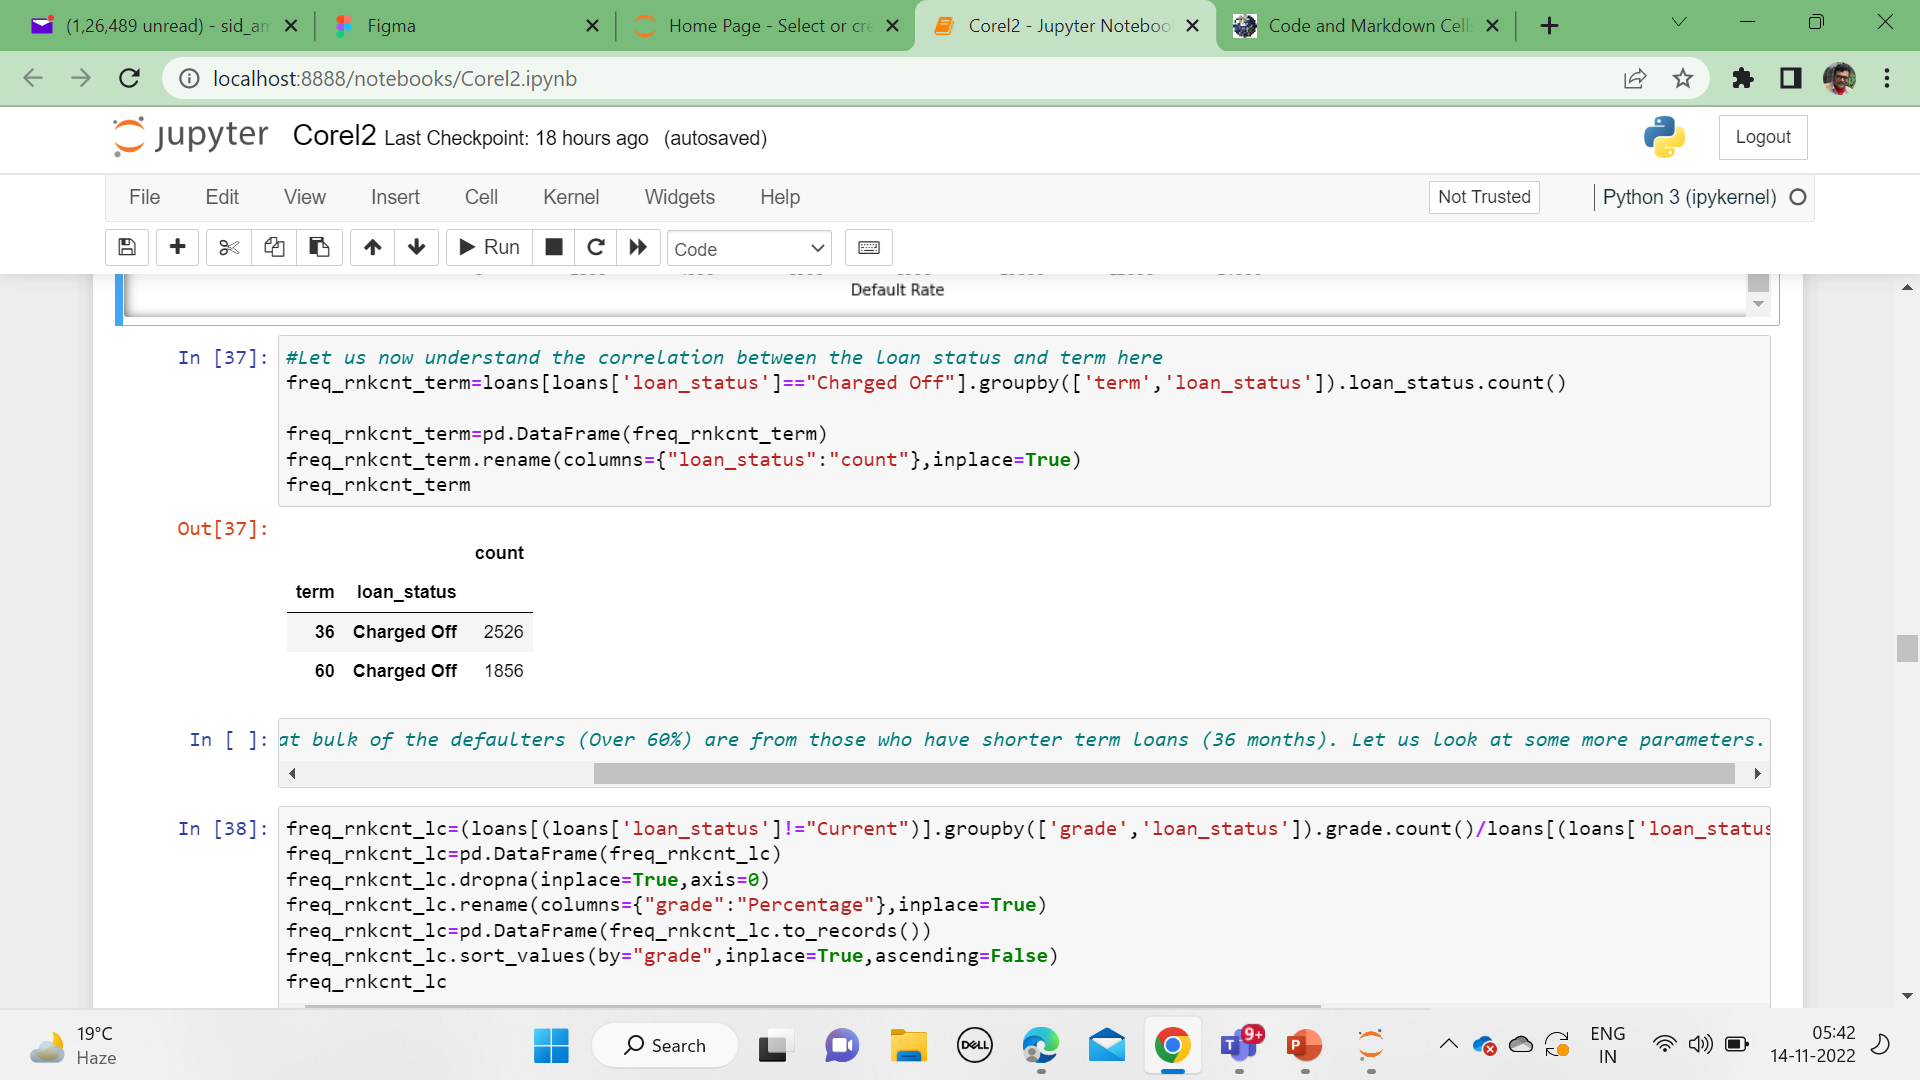 (1,26,489 unread) - sid_am
Figma
Home Page - Select or cre
Corel2 - Jupyter Noteboo
Code and Markdown Cells
localhost:8888/notebooks/Corel2.ipynb
jupyter Corel2 Last Checkpoint: 18 hours ago (autosaved)
Logout
File Edit View Insert Cell Kernel Widgets Help
Not Trusted
Python 3 (ipykernel)
Run
Code
Default Rate
In [37]:
#Let us now understand the correlation between the loan status and term here
freq_rnkcnt_term=loans[loans['loan_status']=="Charged Off"].groupby(['term','loan_status']).loan_status.count()
freq_rnkcnt_term=pd.DataFrame(freq_rnkcnt_term)
freq_rnkcnt_term.rename(columns={"loan_status":"count"},inplace=True)
freq_rnkcnt_term
Out[37]:
count
term loan_status
36 Charged Off 2526
60 Charged Off 1856
In [ ]:
at bulk of the defaulters (Over 60%) are from those who have shorter term loans (36 months). Let us look at some more parameters.
In [38]:
freq_rnkcnt_lc=(loans[(loans['loan_status']!="Current")].groupby(['grade','loan_status']).grade.count()/loans[(loans['loan_status
freq_rnkcnt_lc=pd.DataFrame(freq_rnkcnt_lc)
freq_rnkcnt_lc.dropna(inplace=True,axis=0)
freq_rnkcnt_lc.rename(columns={"grade":"Percentage"},inplace=True)
freq_rnkcnt_lc=pd.DataFrame(freq_rnkcnt_lc.to_records())
freq_rnkcnt_lc.sort_values(by="grade",inplace=True,ascending=False)
freq_rnkcnt_lc
19°C
Haze
Search
DELL
9+
ENG
IN
05:42
14-11-2022